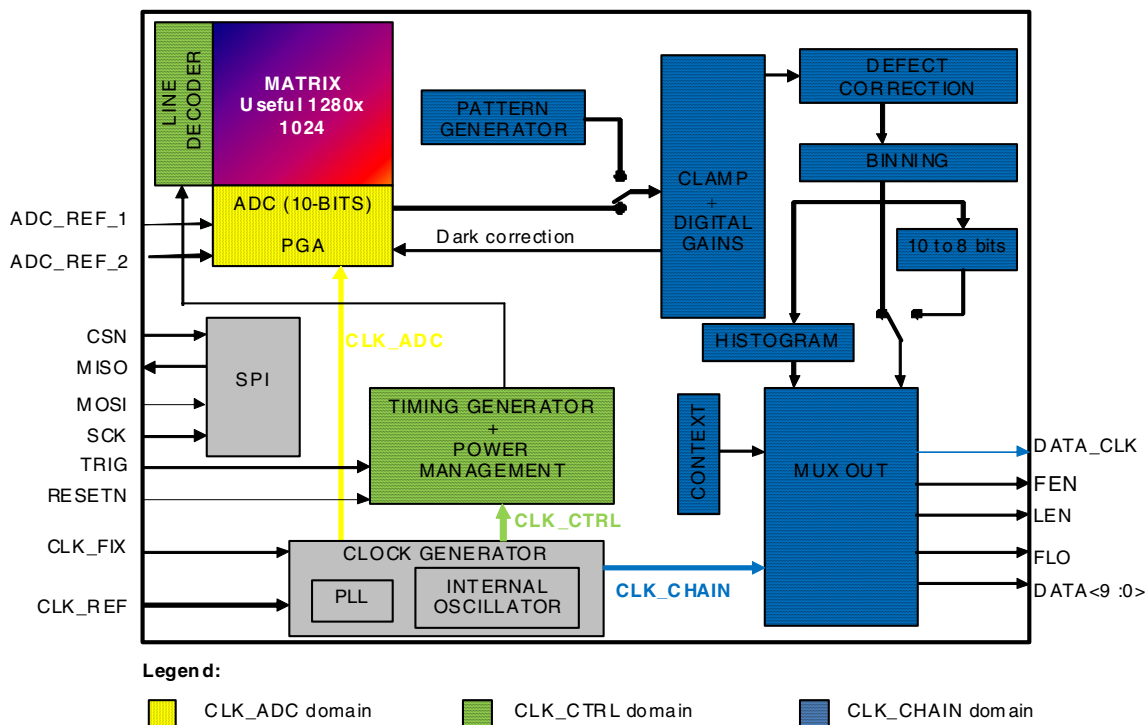 LINE
DECODER
MATRIX
Useful 1280x
1024
ADC (10-BITS)
PGA
PATTERN
GENERATOR
CLAMP
+
DIGITAL
GAINS
DEFECT
CORRECTION
BINNING
10 to 8 bits
HISTOGRAM
Dark correction
ADC_REF_1
ADC_REF_2
CSN
MISO
MOSI
SCK
TRIG
RESETN
CLK_FIX
CLK_REF
SPI
CLK_ADC
TIMING GENERATOR
+
POWER
MANAGEMENT
CLK_CTRL
CLOCK GENERATOR
PLL
INTERNAL
OSCILLATOR
CLK_CHAIN
CONTEXT
MUX OUT
DATA_CLK
FEN
LEN
FLO
DATA<9 :0>
Legend:
CLK_ADC domain
CLK_CTRL domain
CLK_CHAIN domain